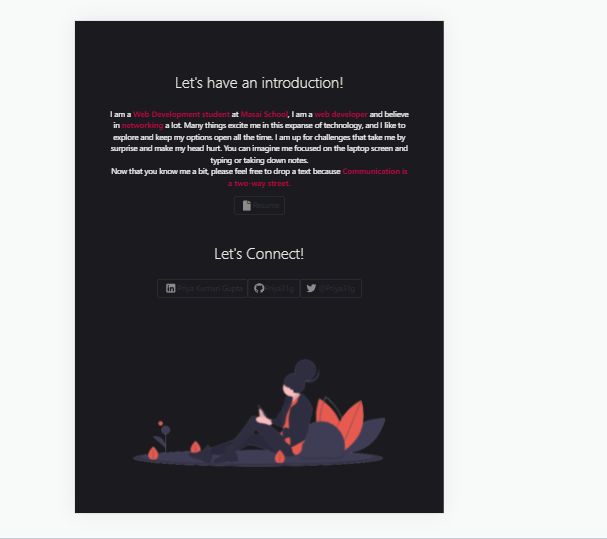 Let's have an introduction!
I am a Web Development student at Masai School, I am a web developer and believe
in networking a lot. Many things excite me in this expanse of technology, and I like to
explore and keep my options open all the time. I am up for challenges that take me by
surprise and make my head hurt. You can imagine me focused on the laptop screen and
typing or taking down notes.
Now that you know me a bit, please feel free to drop a text because Communication is
a two-way street.
Resume
Let's Connect!
Priya Kumari Gupta Priya31g @Priya31g